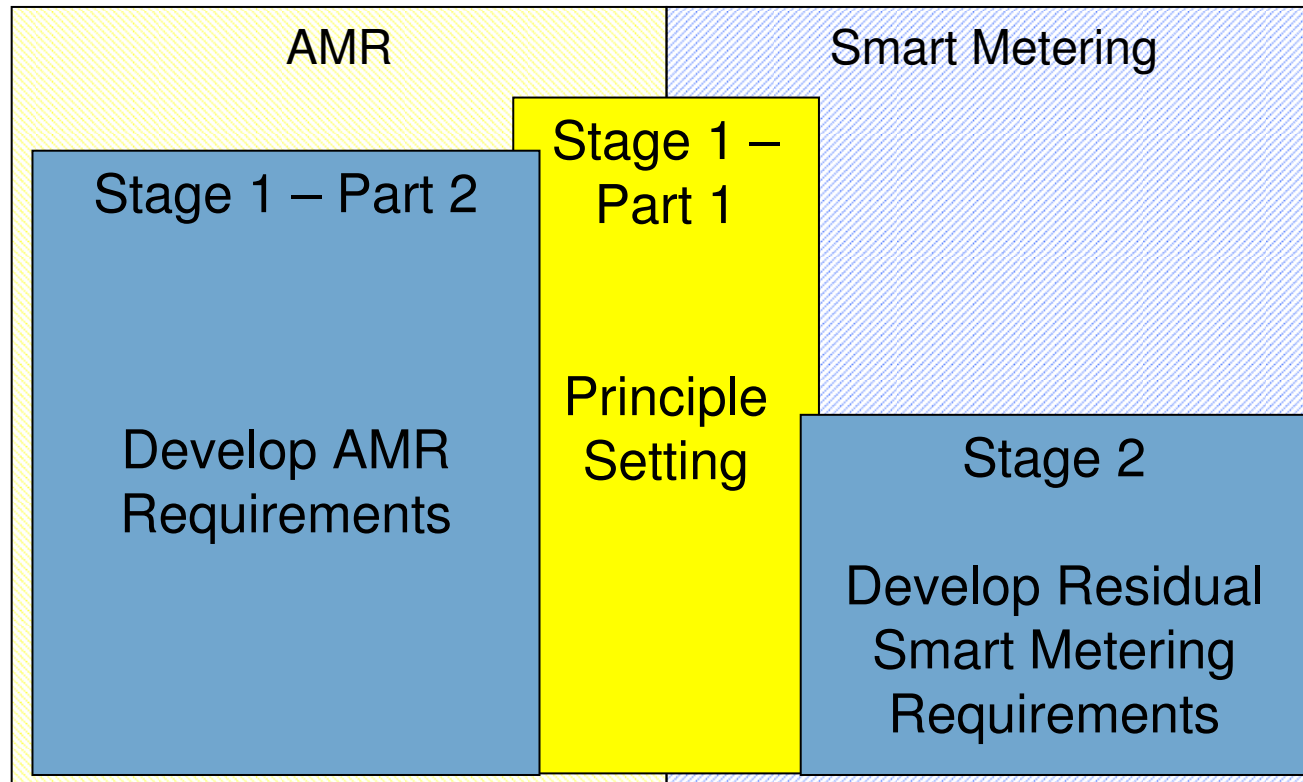 AMR
Smart Metering
Stage 1 – Part 2
Develop AMR
Requirements
Stage 1 –
Part 1
Principle
Setting
Stage 2
Develop Residual
Smart Metering
Requirements